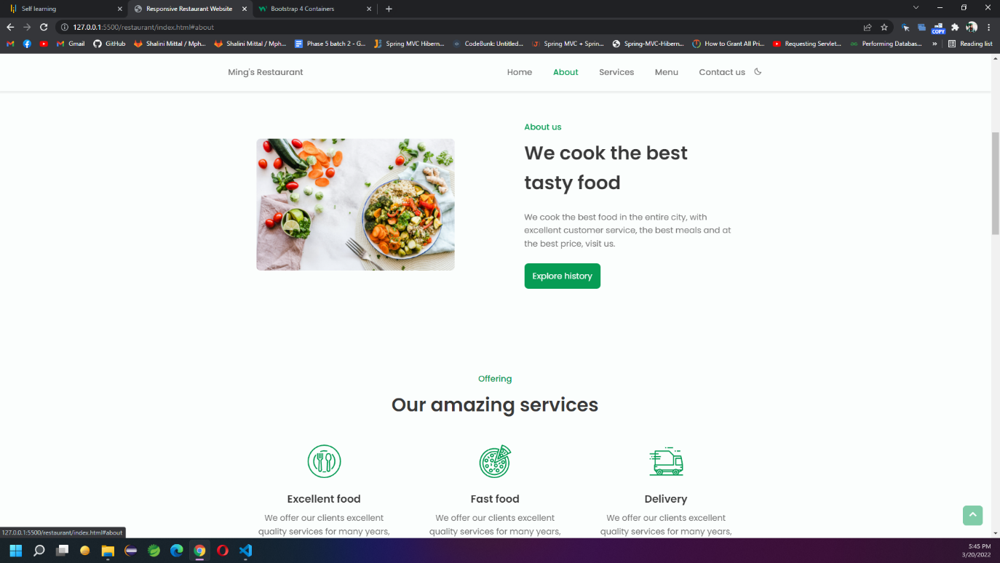 Self learning
Responsive Restaurant Website
Bootstrap 4 Containers
127.0.0.1:5500/restaurant/index.html#about
COPY
Gmail
GitHub
Shalini Mittal / Mph...
Shalini Mittal / Mph...
Phase 5 batch 2 - G...
Spring MVC Hibern...
CodeBunk: Untitled...
Spring MVC + Sprin...
Spring-MVC-Hibern...
How to Grant All Pri...
Requesting Servlet...
Performing Databas...
»
Reading list
Ming's Restaurant
Home
About
Services
Menu
Contact us
About us
We cook the best
tasty food
We cook the best food in the entire city, with
excellent customer service, the best meals and at
the best price, visit us.
Explore history
Offering
Our amazing services
Excellent food
We offer our clients excellent
quality services for many years,
Fast food
We offer our clients excellent
quality services for many years,
Delivery
We offer our clients excellent
quality services for many years,
127.0.0.1:5500/restaurant/index.html#about
5:45 PM
3/20/2022